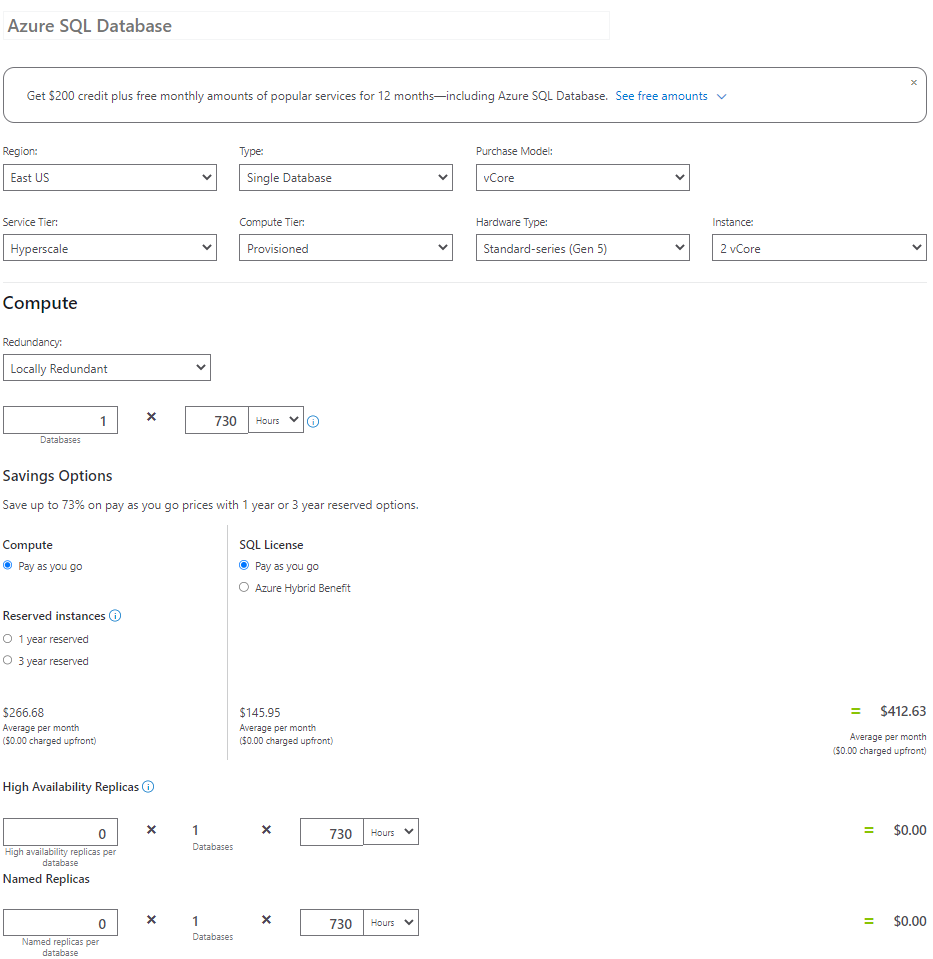 Azure SQL Database
×
Get $200 credit plus free monthly amounts of popular services for 12 months—including Azure SQL Database. See free amounts
Region: Type: Purchase Model:
East US Single Database vCore
Service Tier: Compute Tier: Hardware Type: Instance:
Hyperscale Provisioned Standard-series (Gen 5) 2 vCore
Compute
Redundancy:
Locally Redundant
1 × 730 Hours
Databases
Savings Options
Save up to 73% on pay as you go prices with 1 year or 3 year reserved options.
Compute SQL License
Pay as you go Pay as you go
Azure Hybrid Benefit
Reserved instances
1 year reserved
3 year reserved
$266.68 $145.95 = $412.63
Average per month Average per month Average per month
($0.00 charged upfront) ($0.00 charged upfront) ($0.00 charged upfront)
High Availability Replicas
0 × 1 × 730 Hours = $0.00
High availability replicas per Databases
database
Named Replicas
0 × 1 × 730 Hours = $0.00
Named replicas per Databases
database